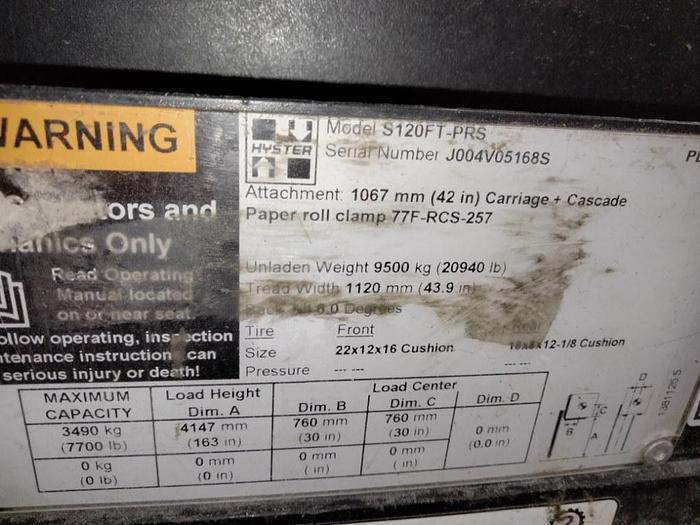 WARNING
ors and
anics Only
Read Operating
Manual located
on or near seat
ollow operating, inspection
ntenance instruction can
serious injury or death!
HYSTER
Model S120FT-PRS
Serial Number J004V05168S
Attachment: 1067 mm (42 in) Carriage + Cascade
Paper roll clamp 77F-RCS-257
Unladen Weight 9500 kg (20940 lb)
Tread Width 1120 mm (43.9 in)
6.0 Degrees
Tire Front
Size 22x12x16 Cushion 18x8x12-1/8 Cushion
Pressure --- --- --- ---
MAXIMUM CAPACITY Load Height Dim. A Load Center Dim. B Dim. C Dim. D
3490 kg 4147 mm 760 mm 760 mm 0 mm
(7700 lb) (163 in) (30 in) (30 in) (0.0 in)
0 kg 0 mm 0 mm 0 mm
(0 lb) (0 in) ( in) ( in)
D
C
B
A
1381125.5